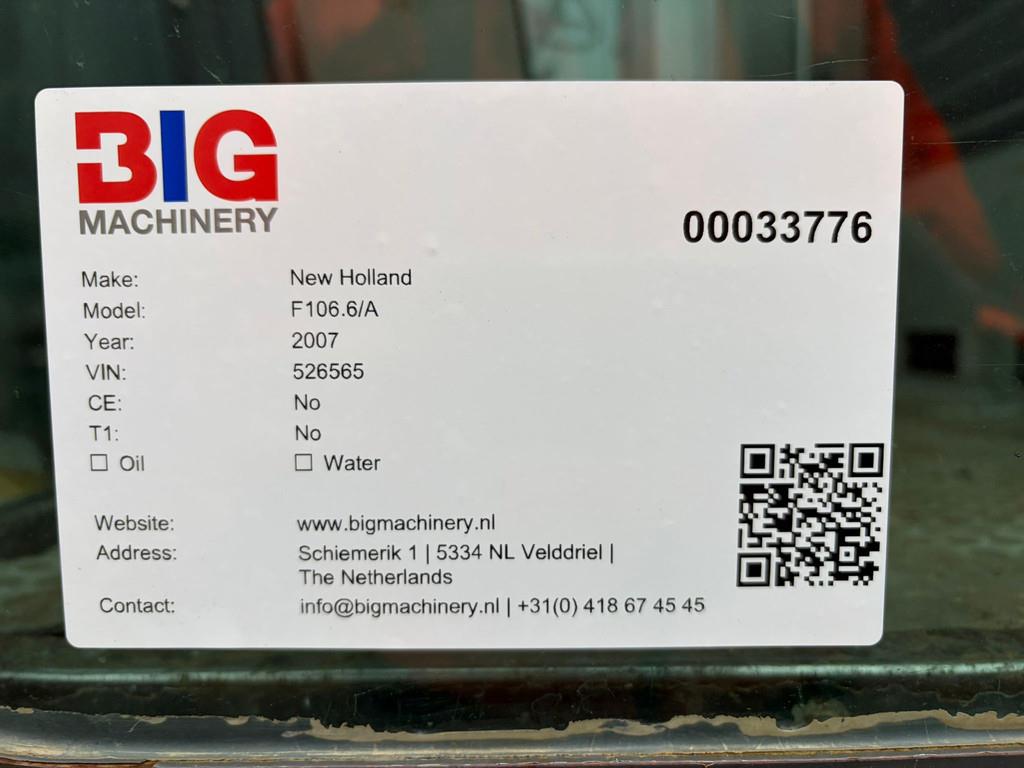 BIG
MACHINERY
00033776
Make: New Holland
Model: F106.6/A
Year: 2007
VIN: 526565
CE: No
T1: No
☐ Oil ☐ Water
Website: www.bigmachinery.nl
Address: Schiemerik 1 | 5334 NL Velddriel |
The Netherlands
Contact: info@bigmachinery.nl | +31(0) 418 67 45 45